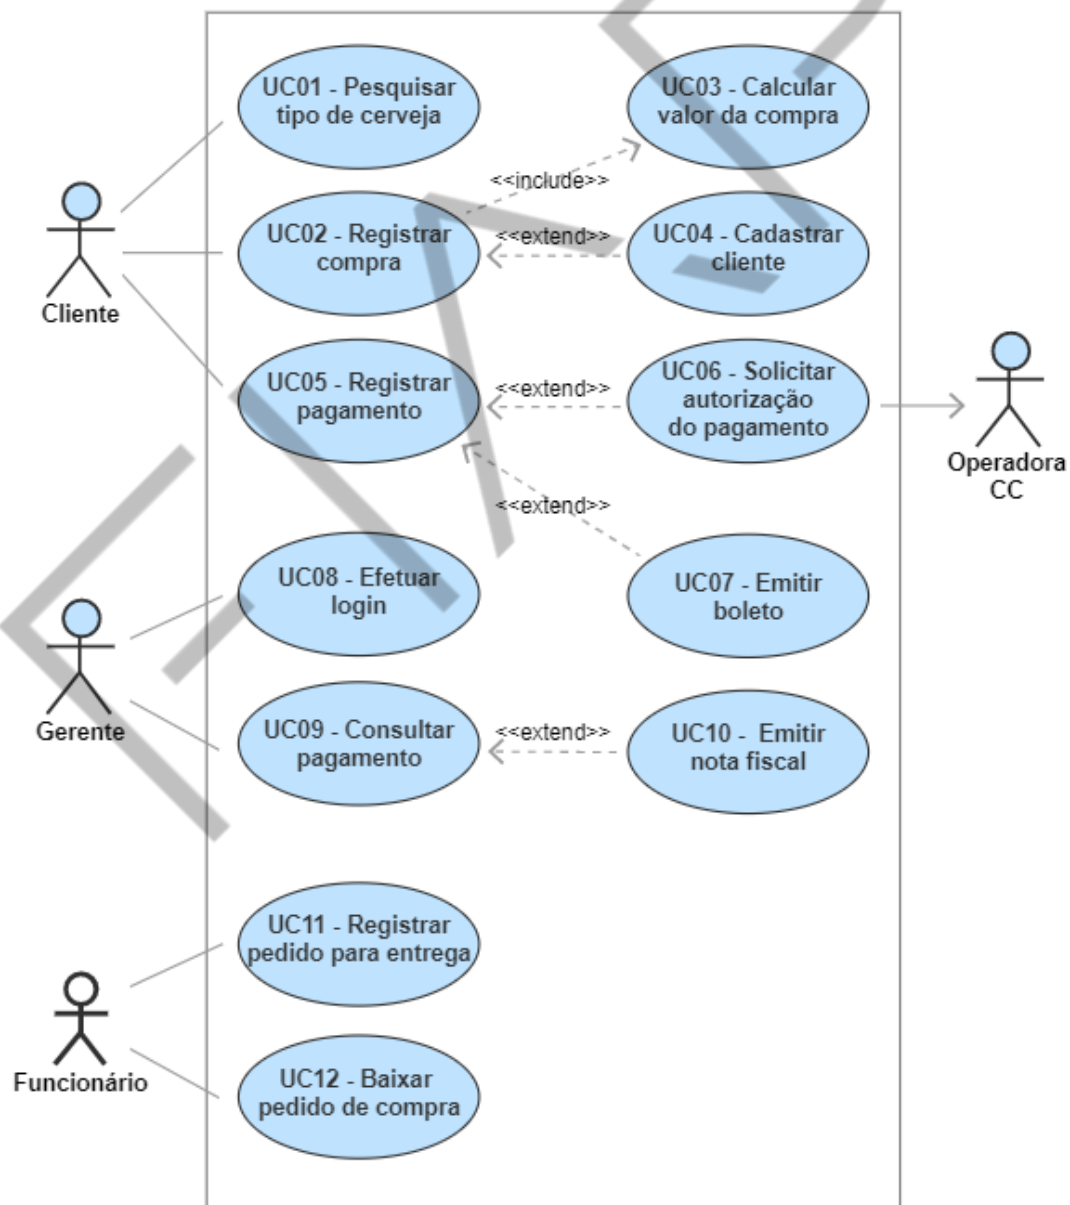 UC01 - Pesquisar
tipo de cerveja
UC03 - Calcular
valor da compra
<<include>>
UC02 - Registrar
compra
<<extend>>
UC04 - Cadastrar
cliente
Cliente
UC05 - Registrar
pagamento
<<extend>>
UC06 - Solicitar
autorização
do pagamento
Operadora
CC
<<extend>>
UC08 - Efetuar
login
UC07 - Emitir
boleto
Gerente
UC09 - Consultar
pagamento
<<extend>>
UC10 - Emitir
nota fiscal
UC11 - Registrar
pedido para entrega
Funcionário
UC12 - Baixar
pedido de compra